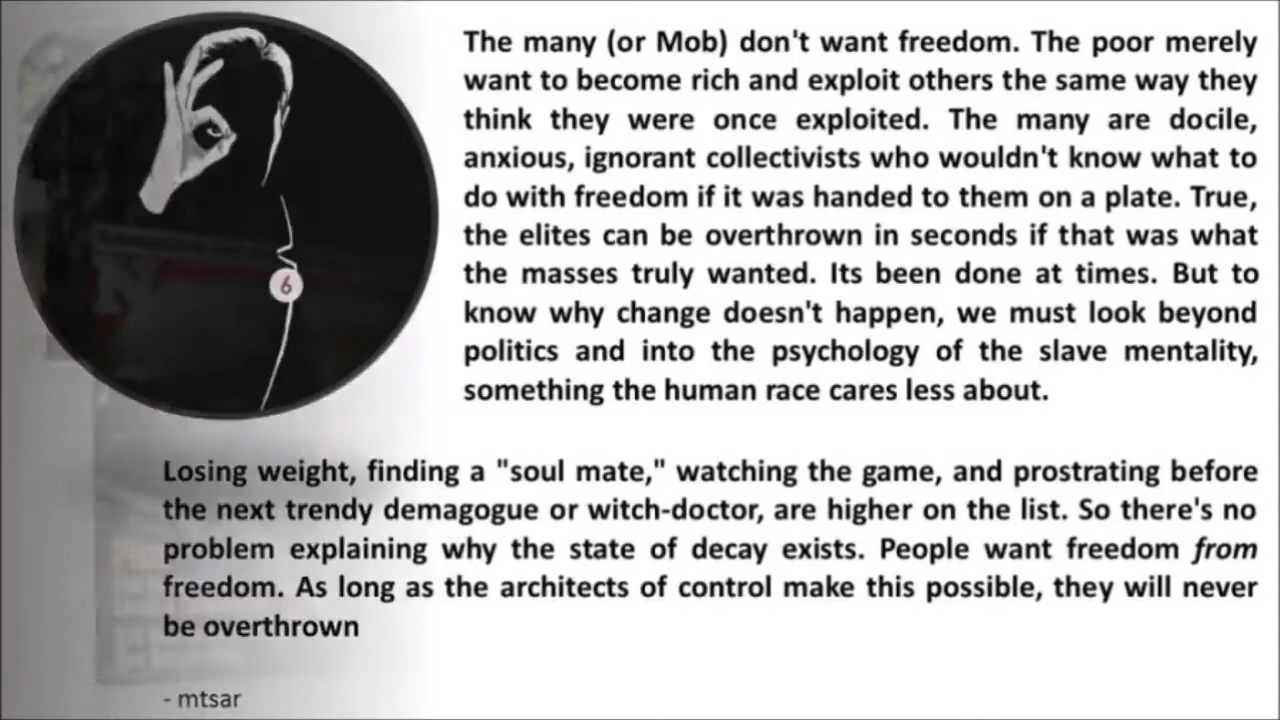 The many (or Mob) don't want freedom. The poor merely
want to become rich and exploit others the same way they
think they were once exploited. The many are docile,
anxious, ignorant collectivists who wouldn't know what to
do with freedom if it was handed to them on a plate. True,
the elites can be overthrown in seconds if that was what
the masses truly wanted. Its been done at times. But to
know why change doesn't happen, we must look beyond
politics and into the psychology of the slave mentality,
something the human race cares less about.
6
Losing weight, finding a "soul mate," watching the game, and prostrating before
the next trendy demagogue or witch-doctor, are higher on the list. So there's no
problem explaining why the state of decay exists. People want freedom from
freedom. As long as the architects of control make this possible, they will never
be overthrown
- mtsar